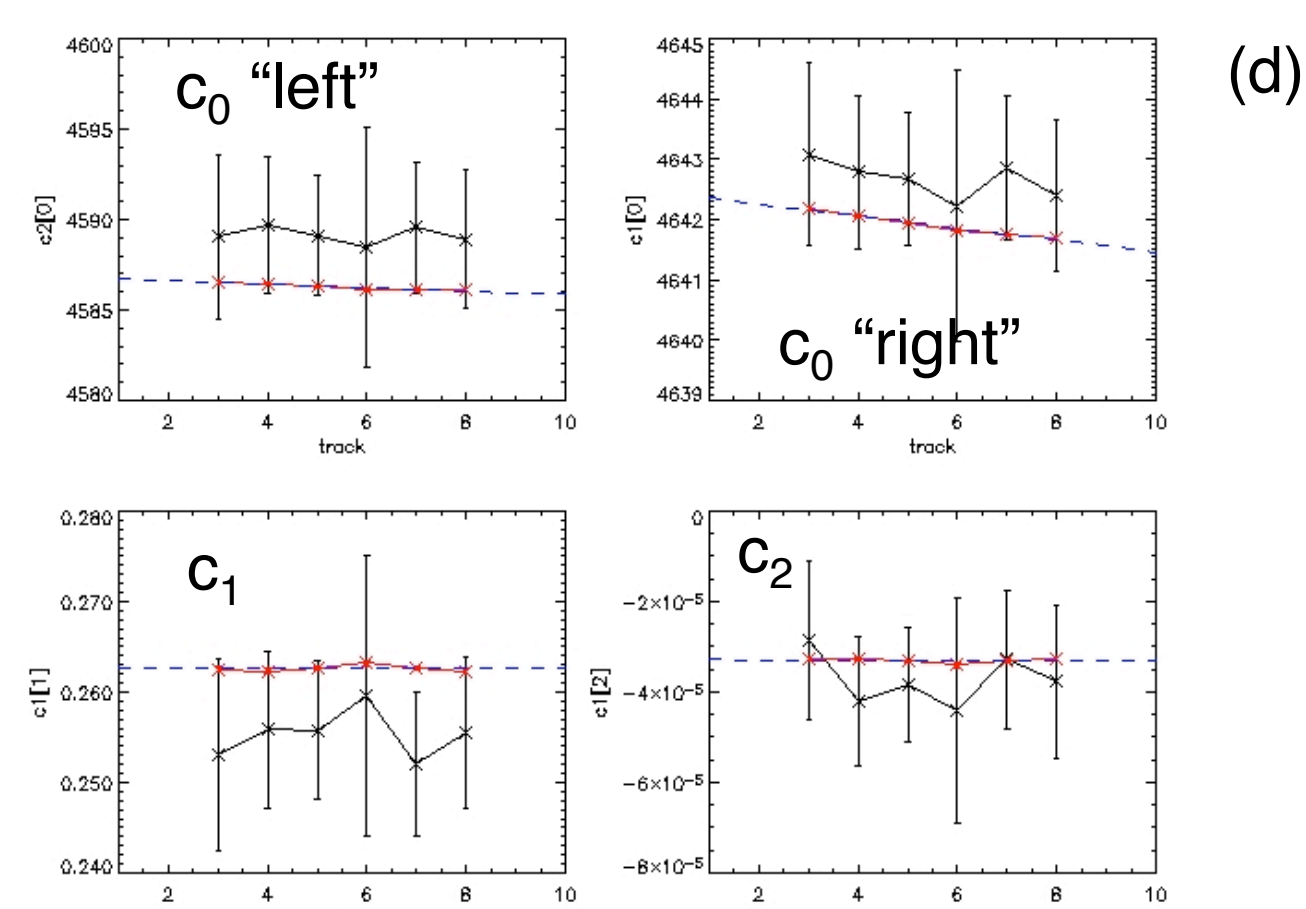 4600
4595
4590
4585
4580
c2[0]
c₀ “left”
2 4 6 8 10
track
4645
4644
4643
4642
4641
4640
4639
c1[0]
c₀ “right”
2 4 6 8 10
track
(d)
0.280
0.270
0.260
0.250
0.240
c1[1]
c₁
2 4 6 8 10
0
−2×10⁻⁵
−4×10⁻⁵
−6×10⁻⁵
−8×10⁻⁵
c1[2]
c₂
2 4 6 8 10